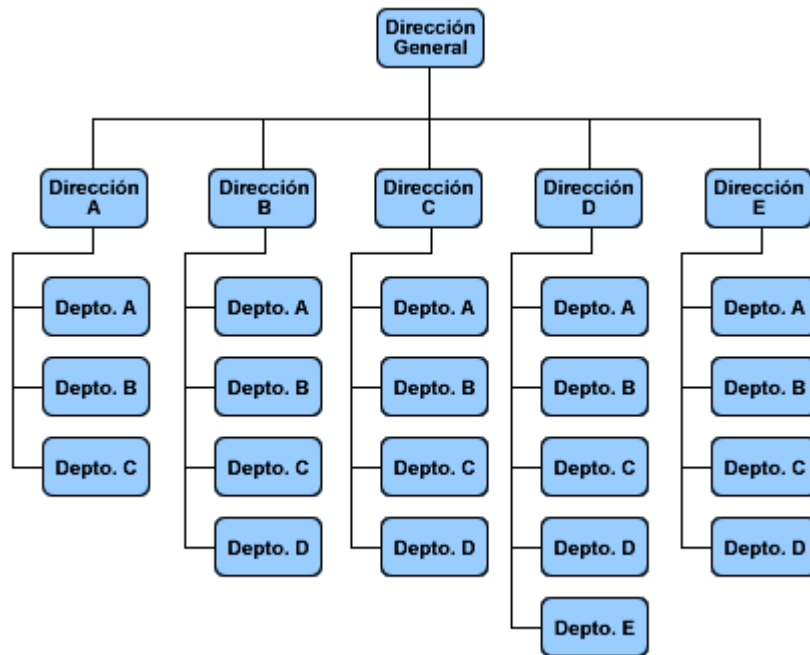 Dirección
General
Dirección
A
Dirección
B
Dirección
C
Dirección
D
Dirección
E
Depto. A
Depto. A
Depto. A
Depto. A
Depto. A
Depto. B
Depto. B
Depto. B
Depto. B
Depto. B
Depto. C
Depto. C
Depto. C
Depto. C
Depto. C
Depto. D
Depto. D
Depto. D
Depto. D
Depto. E